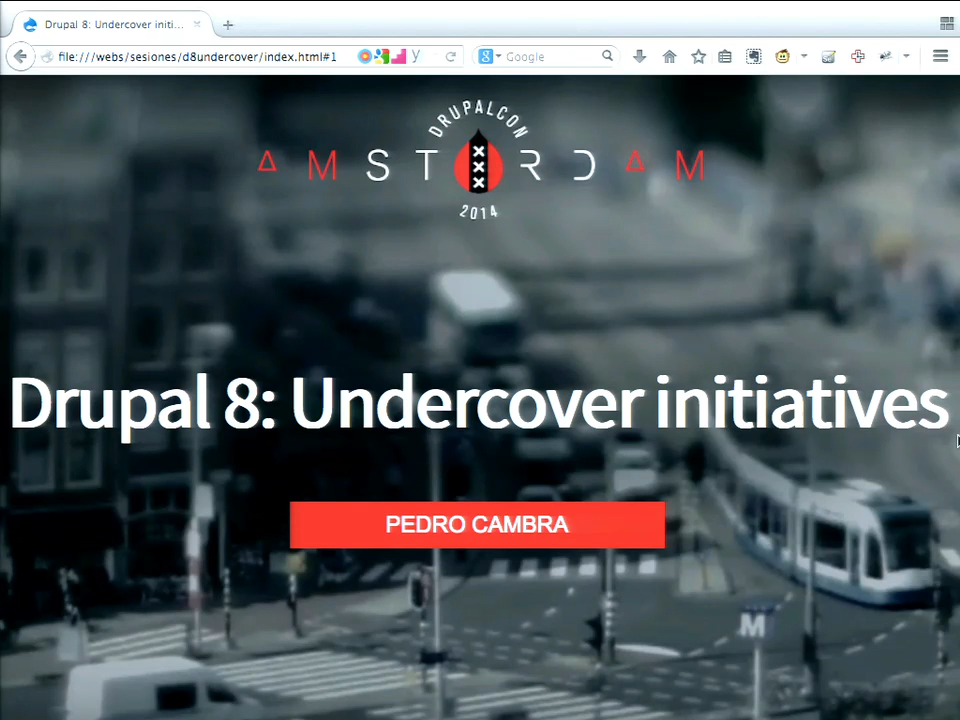 Drupal 8: Undercover initi...
file:///webs/sesiones/d8undercover/index.html#1
Google
DRUPALCON
AMSTERDAM
2014
Drupal 8: Undercover initiatives
PEDRO CAMBRA
M